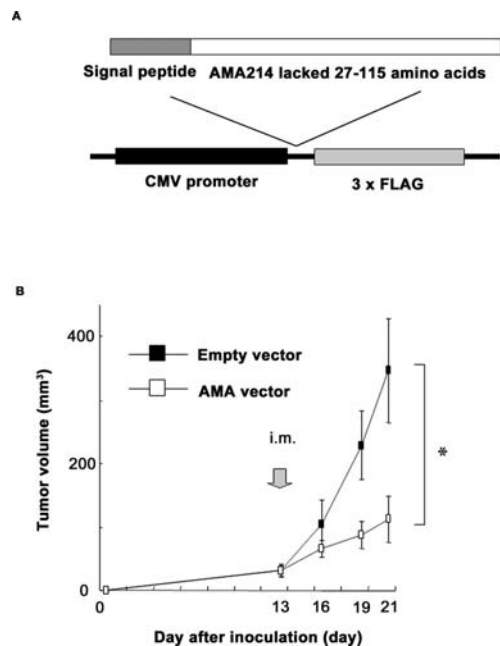 A
Signal peptide AMA214 lacked 27-115 amino acids
CMV promoter 3 x FLAG
B
400
200
0
Tumor volume (mm³)
Empty vector
AMA vector
i.m.
*
0 13 16 19 21
Day after inoculation (day)